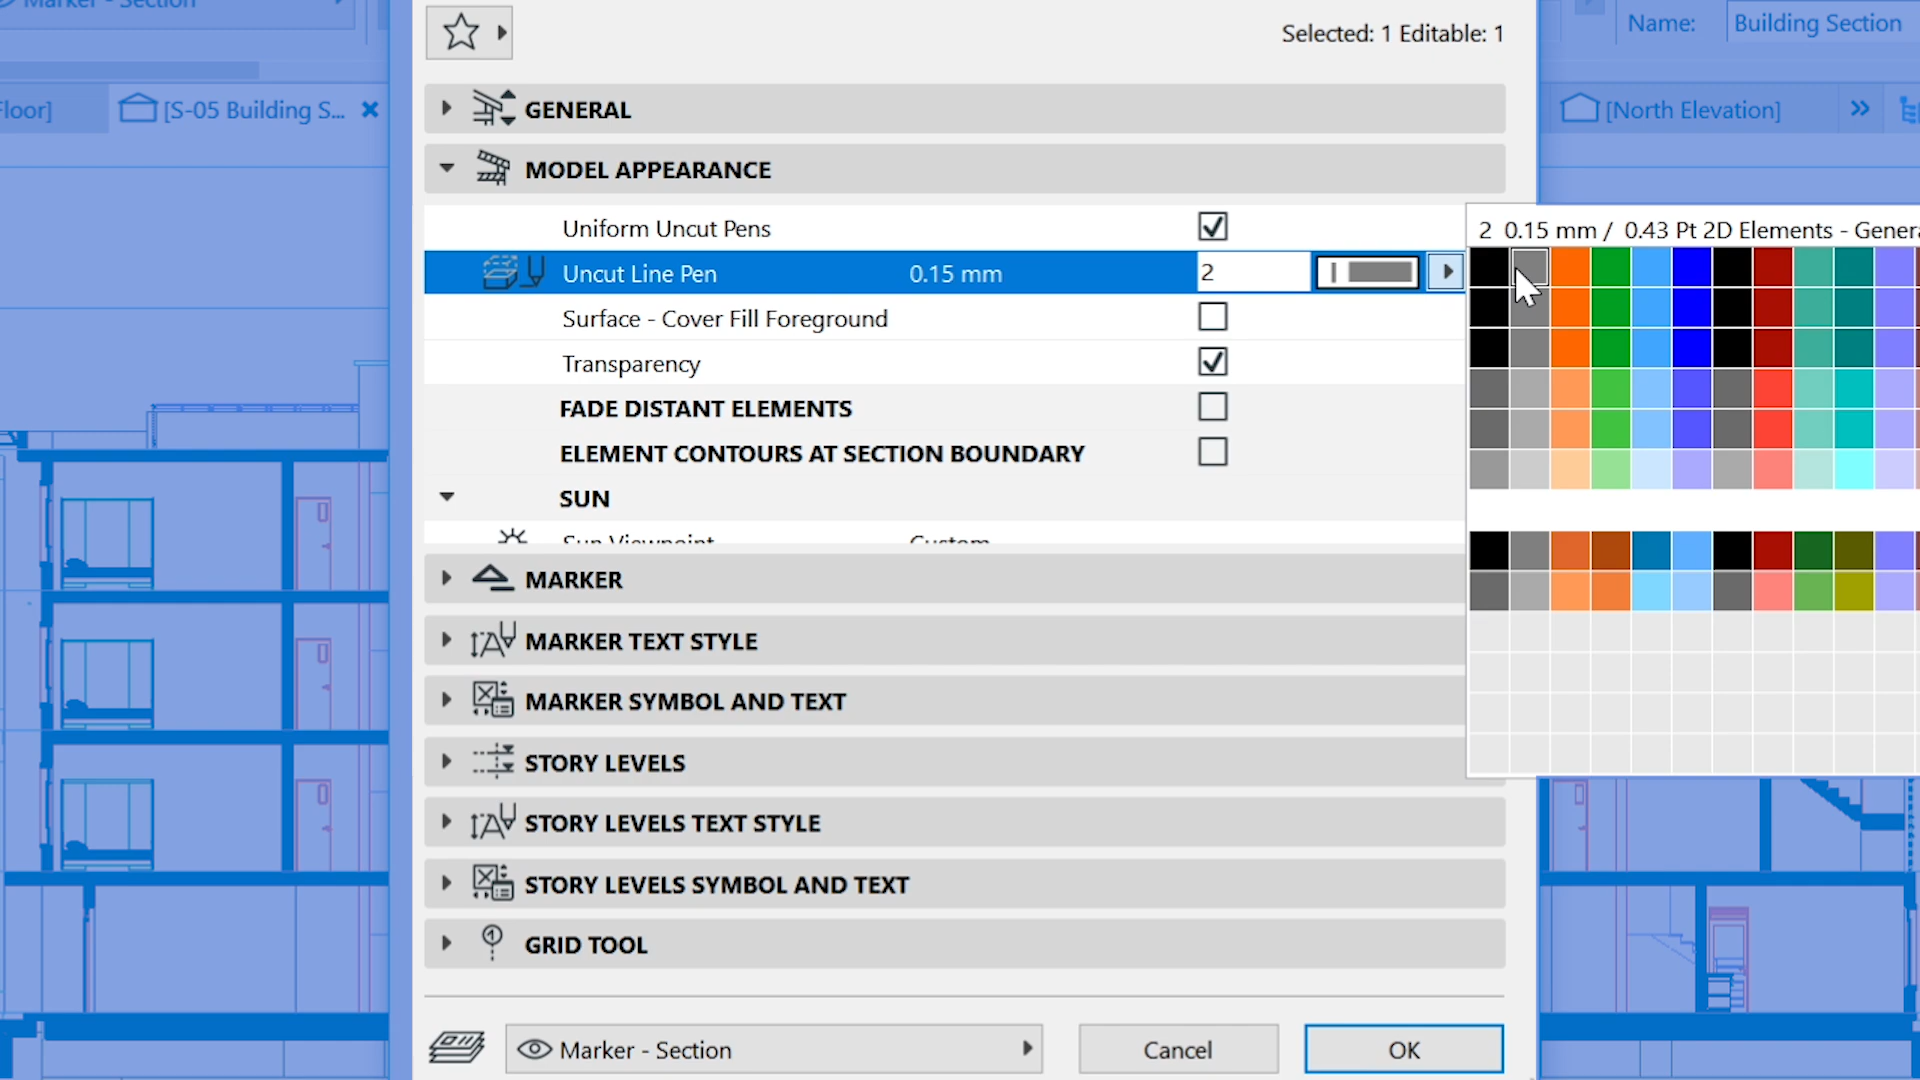 Marker - Section
Selected: 1 Editable: 1
Name:
Building Section
Floor]
[S-05 Building S...
[North Elevation]
GENERAL
MODEL APPEARANCE
Uniform Uncut Pens
2 0.15 mm / 0.43 Pt 2D Elements - Genera
Uncut Line Pen 0.15 mm 2
Surface - Cover Fill Foreground
Transparency
FADE DISTANT ELEMENTS
ELEMENT CONTOURS AT SECTION BOUNDARY
SUN
Sun Viewpoint Custom
MARKER
MARKER TEXT STYLE
MARKER SYMBOL AND TEXT
STORY LEVELS
STORY LEVELS TEXT STYLE
STORY LEVELS SYMBOL AND TEXT
GRID TOOL
Marker - Section
Cancel
OK